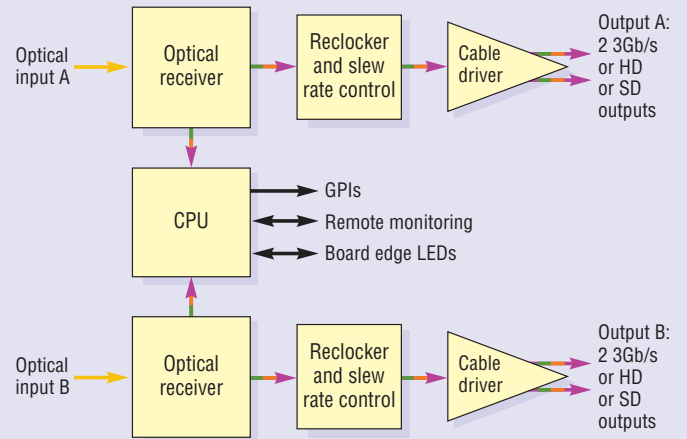 Optical
input A
Optical
receiver
Reclocker
and slew
rate control
Cable
driver
Output A:
2 3Gb/s
or HD
or SD
outputs
CPU
GPIs
Remote monitoring
Board edge LEDs
Optical
input B
Optical
receiver
Reclocker
and slew
rate control
Cable
driver
Output B:
2 3Gb/s
or HD
or SD
outputs